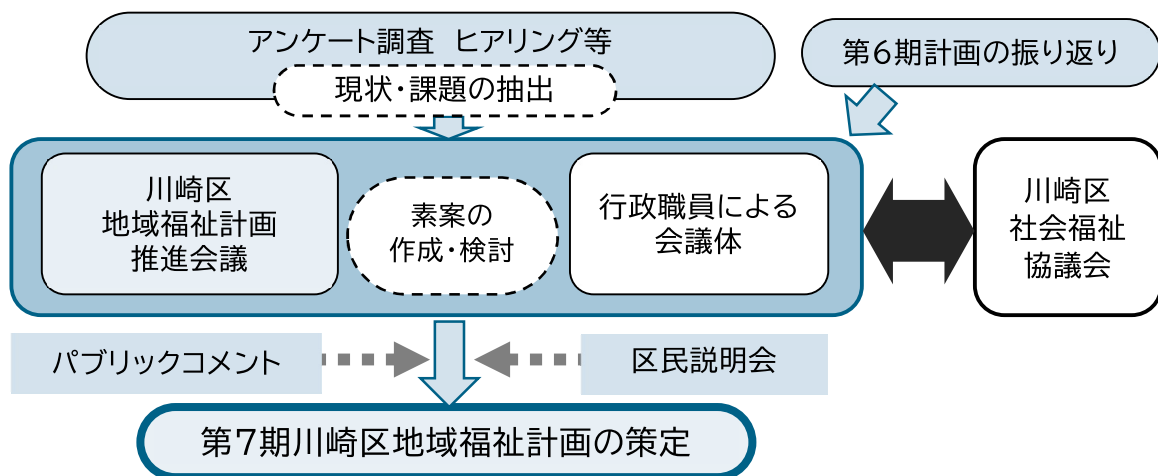 アンケート調査　ヒアリング等
現状・課題の抽出
第6期計画の振り返り
川崎区
地域福祉計画
推進会議
素案の
作成・検討
行政職員による
会議体
川崎区
社会福祉
協議会
パブリックコメント
区民説明会
第7期川崎区地域福祉計画の策定